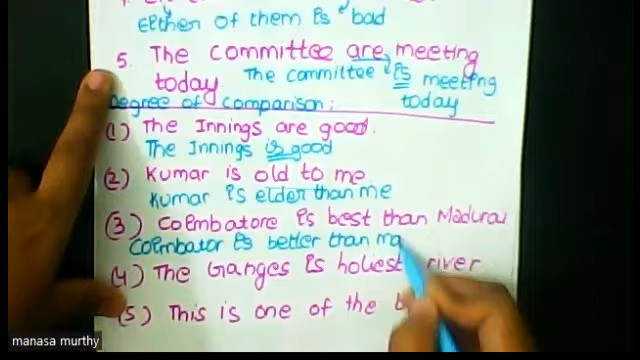 Either of them is bad
5. The committee are meeting
today The committee is meeting
today
Degree of comparison:
(1) The Innings are good.
The Innings is good
(2) Kumar is old to me
Kumar is elder than me
(3) Coimbatore is best than Madurai
Coimbator is better than ma
(4) The Ganges is holiest river
(5) This is one of the b
manasa murthy